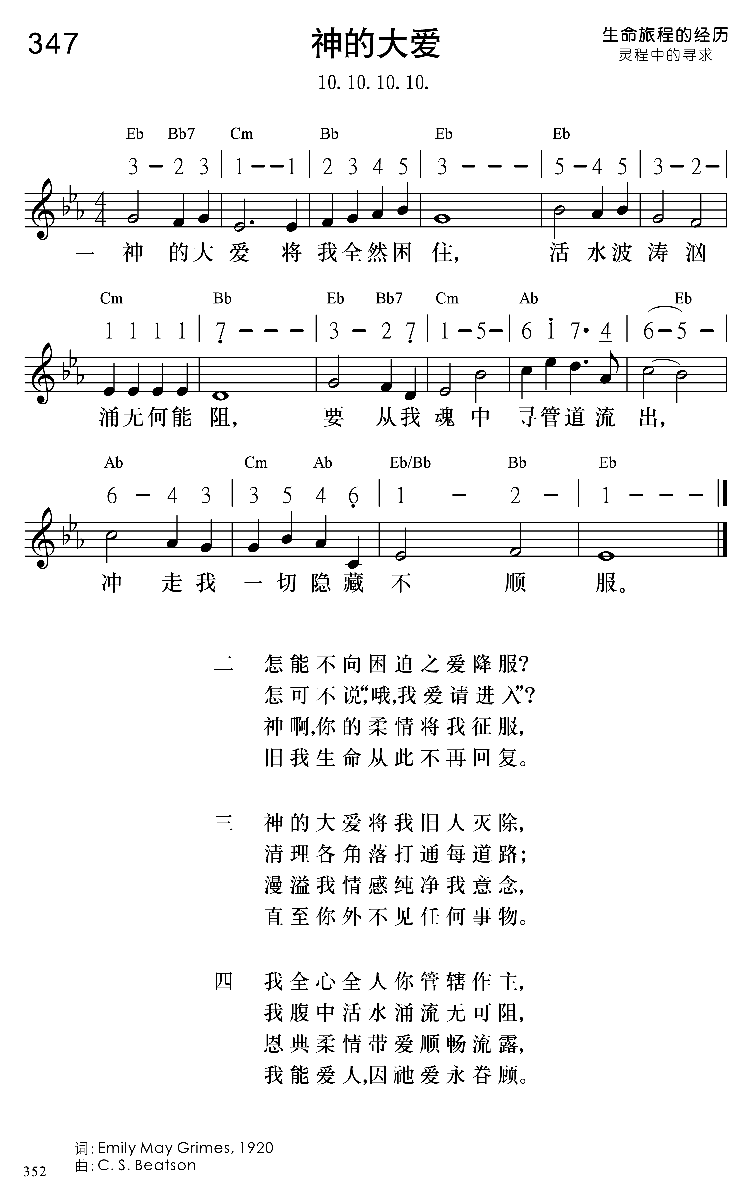 347
神的大爱
生命旅程的经历
灵程中的寻求
10. 10. 10. 10.
Eb Bb7 Cm Bb Eb Eb
3 – 2 3 | 1 – – 1 | 2 3 4 5 | 3 – – – | 5 – 4 5 | 3 – 2 –
4
4
一 神 的 大 爱 将 我 全 然 困 住, 活 水 波 涛 汹
Cm Bb Eb Bb7 Cm Ab Eb
1 1 1 1 | 7̣ – – – | 3 – 2 7̣ | 1 – 5 – | 6 1̇ 7· 4 | 6 – 5 –
涌 无 何 能 阻, 要 从 我 魂 中 寻 管 道 流 出,
Ab Cm Ab Eb/Bb Bb Eb
6 – 4 3 | 3 5 4 6̣ | 1 – 2 – | 1 – – –
冲 走 我 一 切 隐 藏 不 顺 服。
二 怎能不向困迫之爱降服?
怎可不说“,哦,我爱请进入”?
神啊,你的柔情将我征服,
旧我生命从此不再回复。
三 神的大爱将我旧人灭除,
清理各角落打通每道路;
漫溢我情感纯净我意念,
直至你外不见任何事物。
四 我全心全人你管辖作主,
我腹中活水涌流无可阻,
恩典柔情带爱顺畅流露,
我能爱人,因祂爱永眷顾。
词: Emily May Grimes, 1920
曲: C. S. Beatson
352